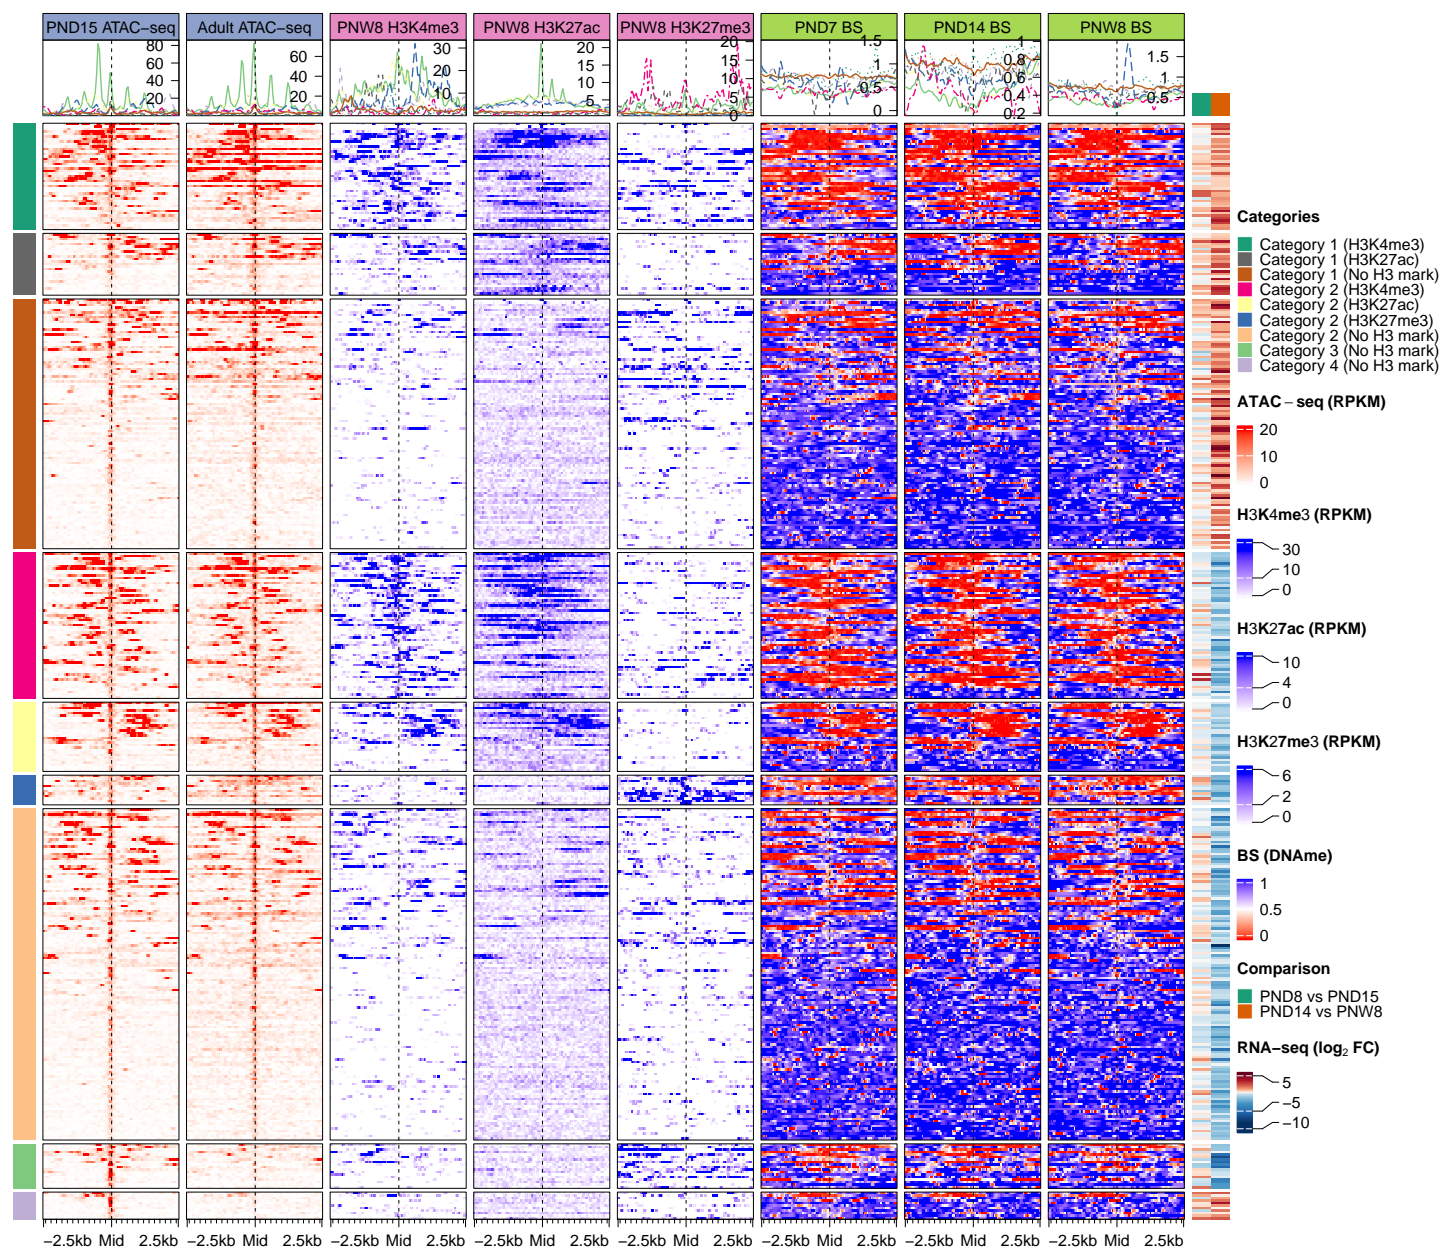 PND15 ATAC−seq
Adult ATAC−seq
PNW8 H3K4me3
PNW8 H3K27ac
PNW8 H3K27me3
PND7 BS
PND14 BS
PNW8 BS
80
60
40
20
60
40
20
30
20
10
20
15
10
5
20
15
10
5
0
1.5
1
0.5
0
1
0.8
0.6
0.4
0.2
1.5
1
0.5
Categories
Category 1 (H3K4me3)
Category 1 (H3K27ac)
Category 1 (No H3 mark)
Category 2 (H3K4me3)
Category 2 (H3K27ac)
Category 2 (H3K27me3)
Category 2 (No H3 mark)
Category 3 (No H3 mark)
Category 4 (No H3 mark)
ATAC−seq (RPKM)
20
10
0
H3K4me3 (RPKM)
30
10
0
H3K27ac (RPKM)
10
4
0
H3K27me3 (RPKM)
6
2
0
BS (DNAme)
1
0.5
0
Comparison
PND8 vs PND15
PND14 vs PNW8
RNA−seq (log₂ FC)
5
−5
−10
−2.5kb Mid 2.5kb
−2.5kb Mid 2.5kb
−2.5kb Mid 2.5kb
−2.5kb Mid 2.5kb
−2.5kb Mid 2.5kb
−2.5kb Mid 2.5kb
−2.5kb Mid 2.5kb
−2.5kb Mid 2.5kb